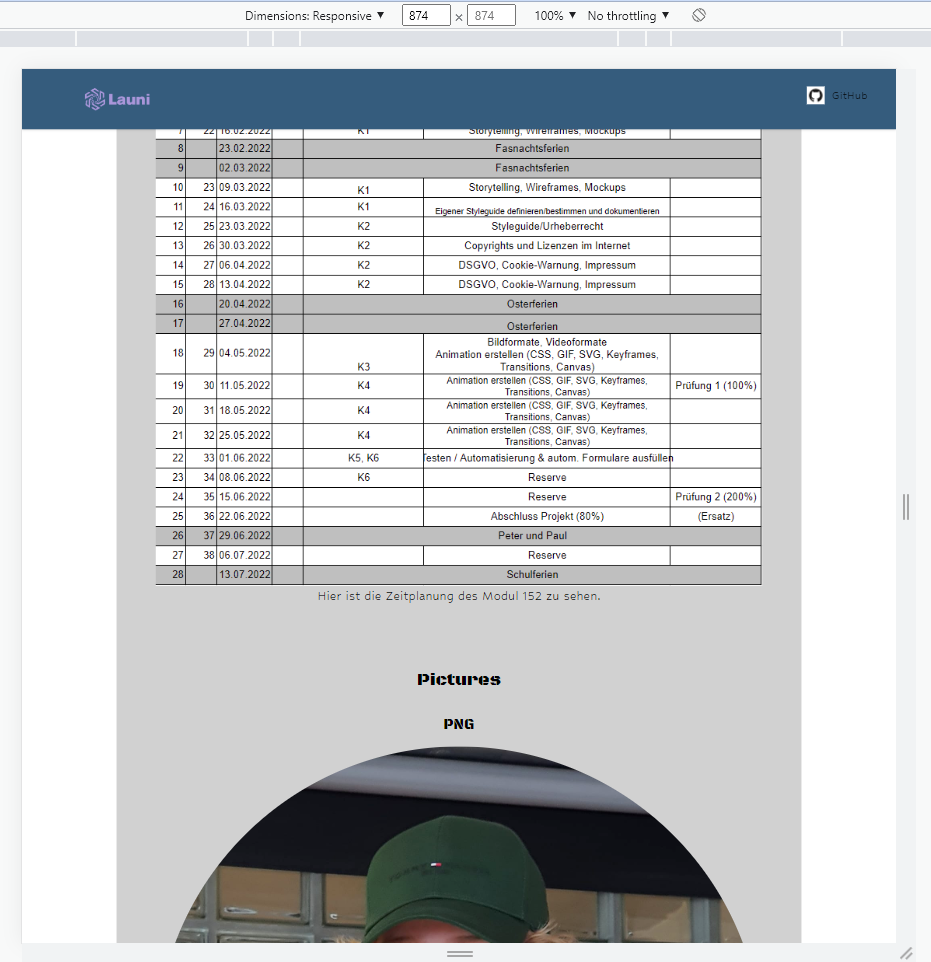 Dimensions: Responsive ▼ 874 × 874 100% ▼ No throttling ▼
Launi GitHub
7 22 16.02.2022 K1 Storytelling, Wireframes, Mockups
8 23.02.2022 Fasnachtsferien
9 02.03.2022 Fasnachtsferien
10 23 09.03.2022 K1 Storytelling, Wireframes, Mockups
11 24 16.03.2022 K1 Eigener Styleguide definieren/bestimmen und dokumentieren
12 25 23.03.2022 K2 Styleguide/Urheberrecht
13 26 30.03.2022 K2 Copyrights und Lizenzen im Internet
14 27 06.04.2022 K2 DSGVO, Cookie-Warnung, Impressum
15 28 13.04.2022 K2 DSGVO, Cookie-Warnung, Impressum
16 20.04.2022 Osterferien
17 27.04.2022 Osterferien
18 29 04.05.2022 K3 Bildformate, Videoformate
Animation erstellen (CSS, GIF, SVG, Keyframes,
Transitions, Canvas)
19 30 11.05.2022 K4 Animation erstellen (CSS, GIF, SVG, Keyframes,
Transitions, Canvas) Prüfung 1 (100%)
20 31 18.05.2022 K4 Animation erstellen (CSS, GIF, SVG, Keyframes,
Transitions, Canvas)
21 32 25.05.2022 K4 Animation erstellen (CSS, GIF, SVG, Keyframes,
Transitions, Canvas)
22 33 01.06.2022 K5, K6 Testen / Automatisierung & autom. Formulare ausfüllen
23 34 08.06.2022 K6 Reserve
24 35 15.06.2022 Reserve Prüfung 2 (200%)
25 36 22.06.2022 Abschluss Projekt (80%) (Ersatz)
26 37 29.06.2022 Peter und Paul
27 38 06.07.2022 Reserve
28 13.07.2022 Schulferien
Hier ist die Zeitplanung des Modul 152 zu sehen.
Pictures
PNG